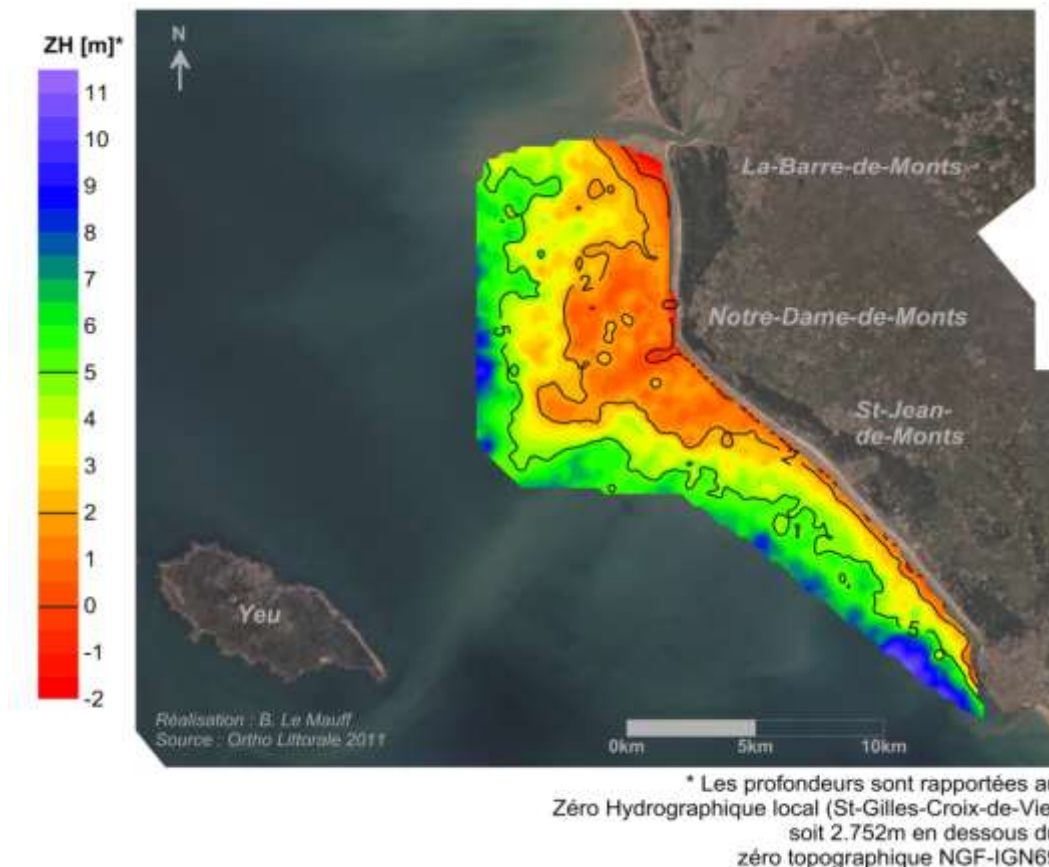 ZH [m]*
11
10
9
8
7
6
5
4
3
2
1
0
-1
-2
N
La-Barre-de-Monts
Notre-Dame-de-Monts
St-Jean-
de-Monts
Yeu
2
5
0
2
1
5
Réalisation : B. Le Mauff
Source : Ortho Littorale 2011
0km 5km 10km
* Les profondeurs sont rapportées au
Zéro Hydrographique local (St-Gilles-Croix-de-Vie
soit 2.752m en dessous du
zéro topographique NGF-IGN69